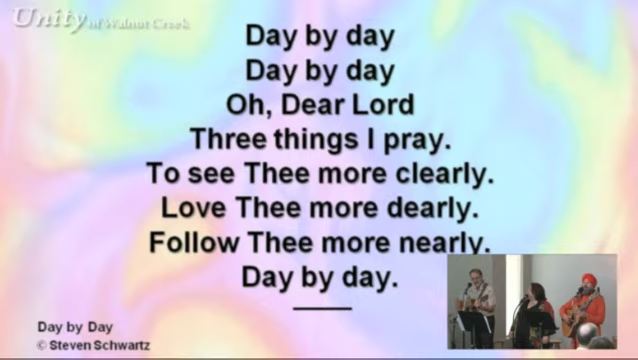 Unity of Walnut Creek
Day by day
Day by day
Oh, Dear Lord
Three things I pray.
To see Thee more clearly.
Love Thee more dearly.
Follow Thee more nearly.
Day by day.
Day by Day
© Steven Schwartz